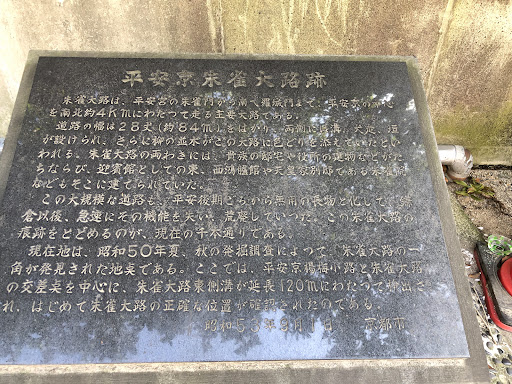 平安京朱雀大路跡
朱雀大路は、平安宮の朱雀門から南へ羅城門まで、平安京の中心
を南北約4Kmにわたって走る主要大路である。
道路の幅は28丈（約84m）をはかり、両側に側溝、犬走、垣
が設けられ、さらに柳の並木がこの大路に色どりを添えていたとい
われる。朱雀大路の両わきには、貴族の邸宅や役所の建物などがた
ちならび、迎賓館としての東、西鴻臚館や天皇家別邸である朱雀院
などもそこに建てられていた。
この大規模な道路も、平安後期ごろから無用の長物と化して、鎌
倉以後、急速にその機能を失い、荒廃していった。この朱雀大路の
痕跡をとどめるのが、現在の千本通りである。
現在地は、昭和50年夏、秋の発掘調査によって、朱雀大路の一
角が発見された地点である。ここでは、平安京楊梅小路と朱雀大路
の交差点を中心に、朱雀大路東側溝が延長120mにわたって検出さ
れ、はじめて朱雀大路の正確な位置が確認されたのである。
昭和5 年3月 日 京都市